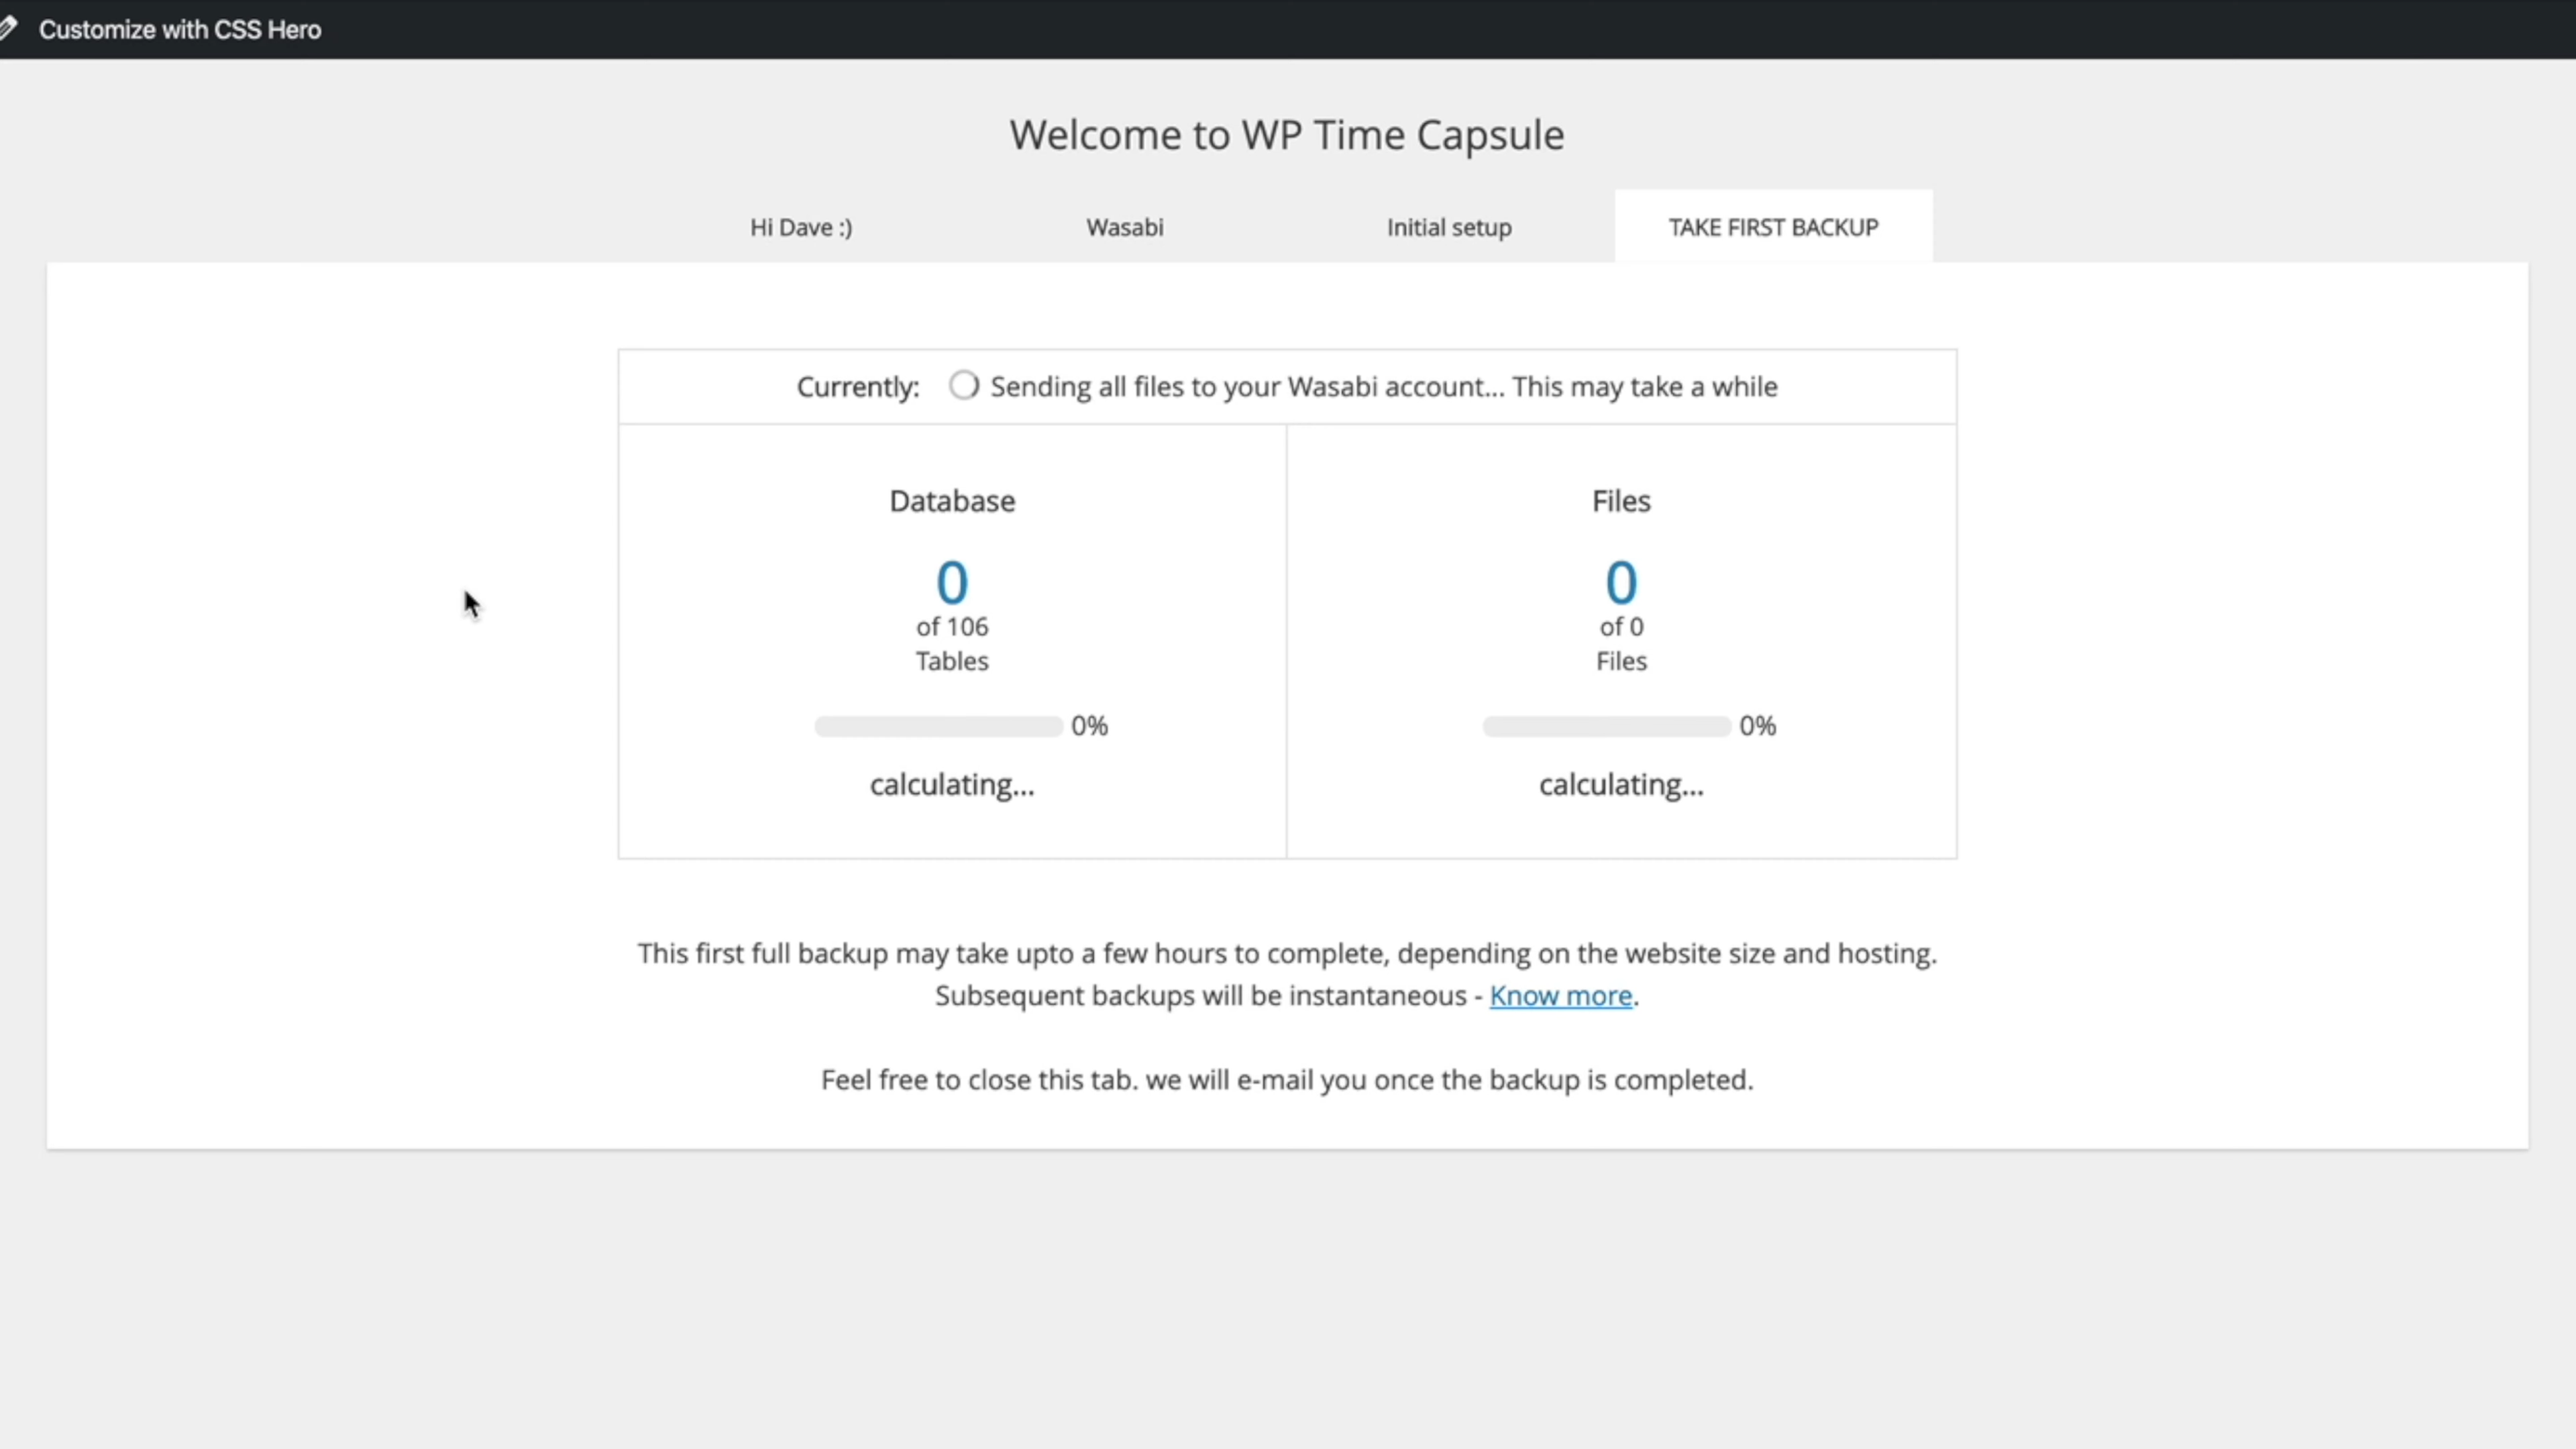 Customize with CSS Hero
Welcome to WP Time Capsule
Hi Dave :)
Wasabi
Initial setup
TAKE FIRST BACKUP
Currently: Sending all files to your Wasabi account... This may take a while
Database
0
of 106
Tables
0%
calculating...
Files
0
of 0
Files
0%
calculating...
This first full backup may take upto a few hours to complete, depending on the website size and hosting.
Subsequent backups will be instantaneous - Know more.
Feel free to close this tab. we will e-mail you once the backup is completed.